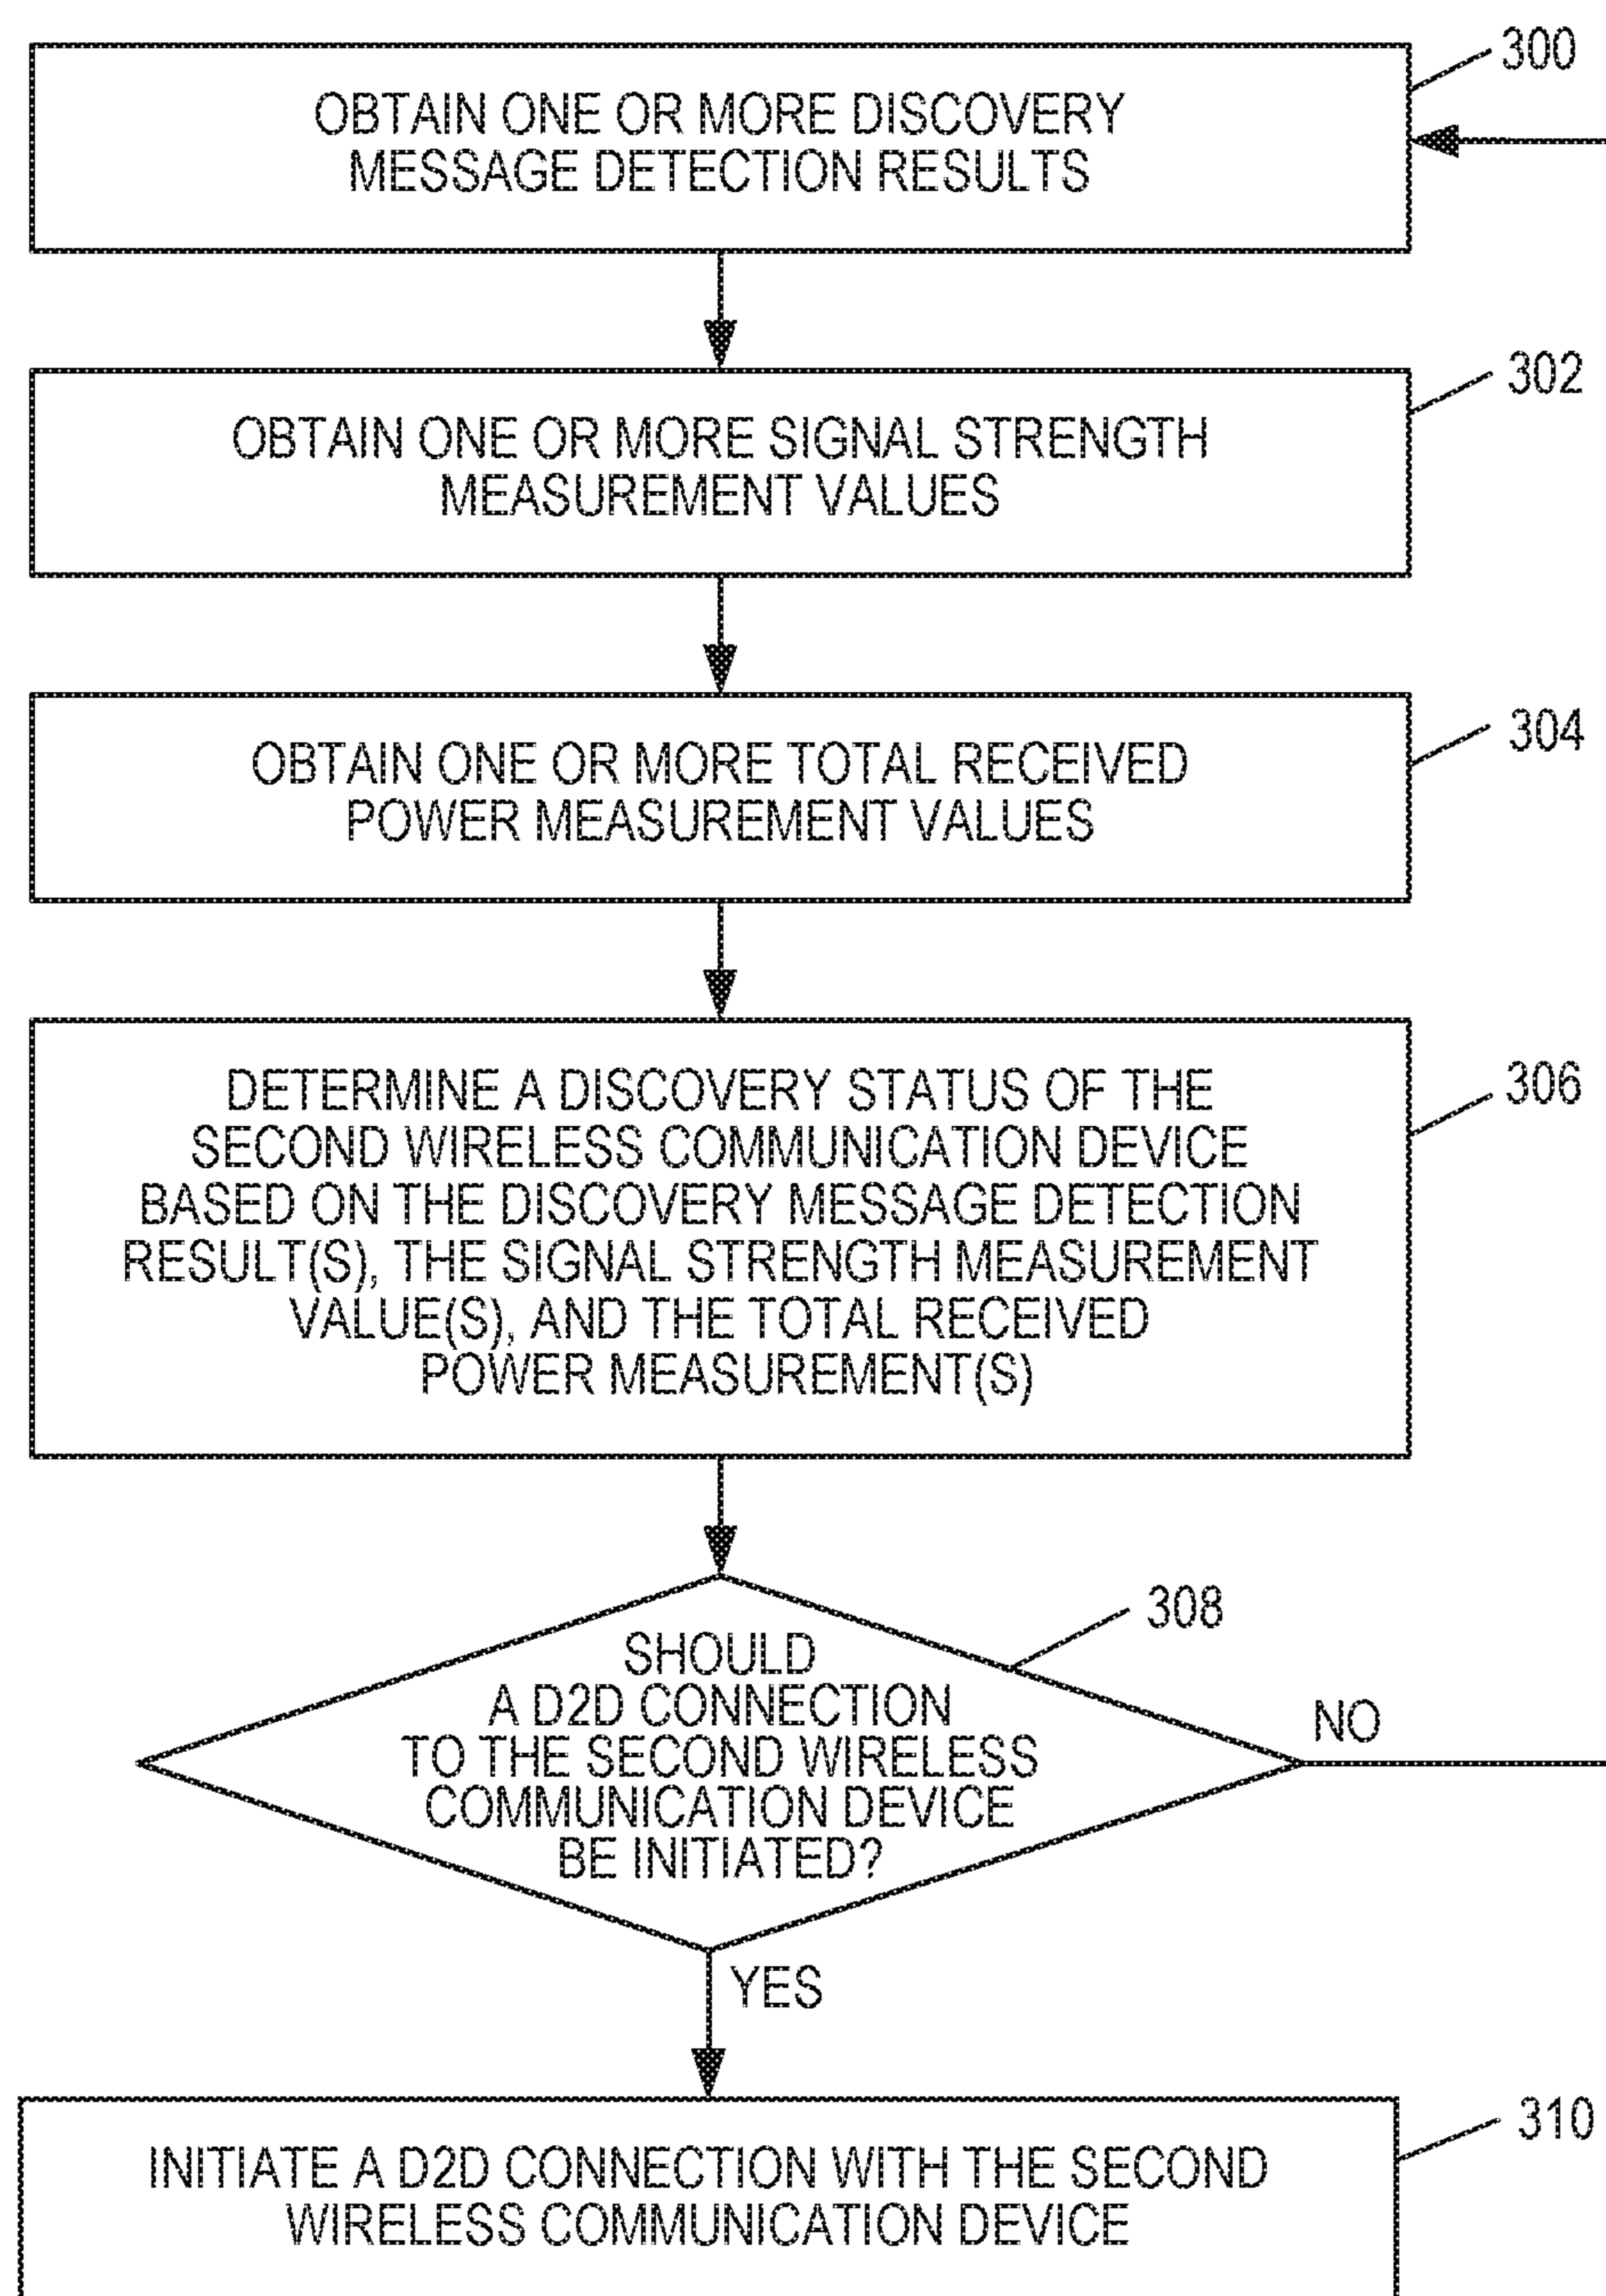 300
OBTAIN ONE OR MORE DISCOVERY
MESSAGE DETECTION RESULTS
302
OBTAIN ONE OR MORE SIGNAL STRENGTH
MEASUREMENT VALUES
304
OBTAIN ONE OR MORE TOTAL RECEIVED
POWER MEASUREMENT VALUES
306
DETERMINE A DISCOVERY STATUS OF THE
SECOND WIRELESS COMMUNICATION DEVICE
BASED ON THE DISCOVERY MESSAGE DETECTION
RESULT(S), THE SIGNAL STRENGTH MEASUREMENT
VALUE(S), AND THE TOTAL RECEIVED
POWER MEASUREMENT(S)
308
SHOULD
A D2D CONNECTION
TO THE SECOND WIRELESS
COMMUNICATION DEVICE
BE INITIATED?
NO
YES
310
INITIATE A D2D CONNECTION WITH THE SECOND
WIRELESS COMMUNICATION DEVICE